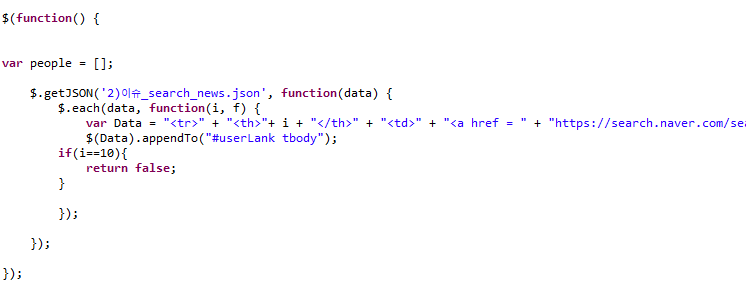 $(function() {
var people = [];
$.getJSON('2)이슈_search_news.json', function(data) {
$.each(data, function(i, f) {
var Data = "<tr>" + "<th>"+ i + "</th>" + "<td>" + "<a href = " + "https://search.naver.com/sea
$(Data).appendTo("#userLank tbody");
if(i==10){
return false;
}
});
});
});